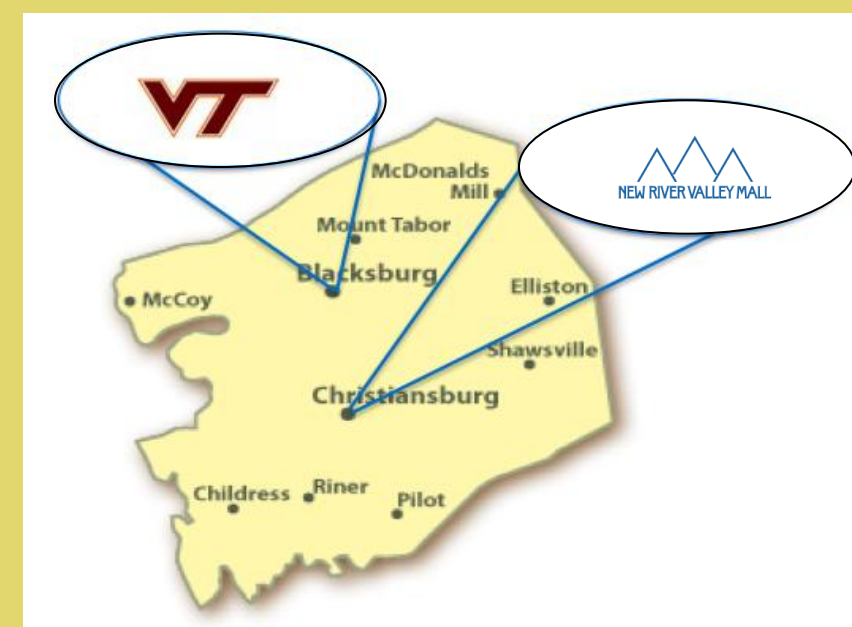 VT
McDonalds
Mill
NEW RIVER VALLEY MALL
Mount Tabor
Blacksburg
McCoy
Elliston
Shawsville
Christiansburg
Childress
Riner
Pilot